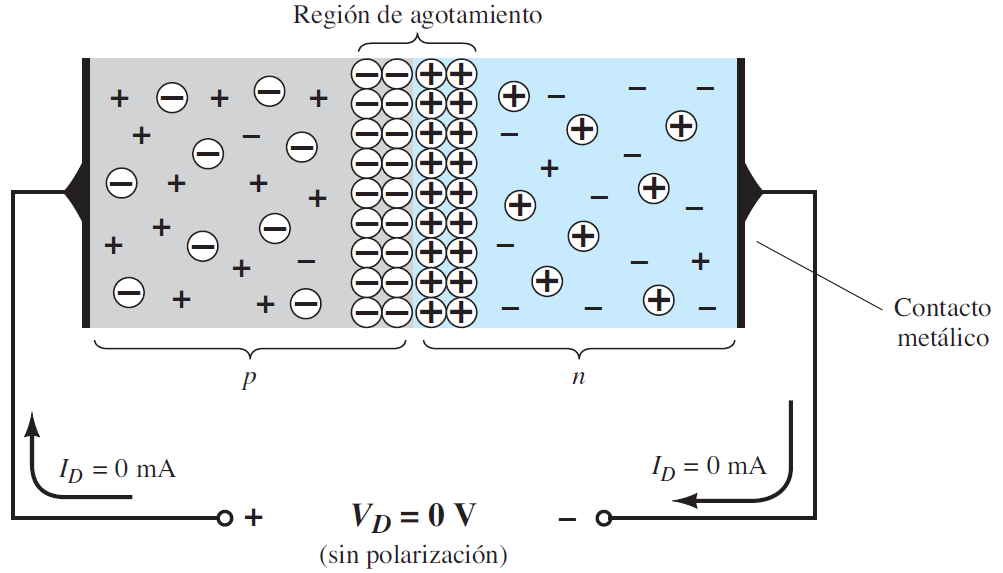 Región de agotamiento
Contacto
metálico
p
n
I_D = 0 mA
I_D = 0 mA
+
V_D = 0 V
−
(sin polarización)